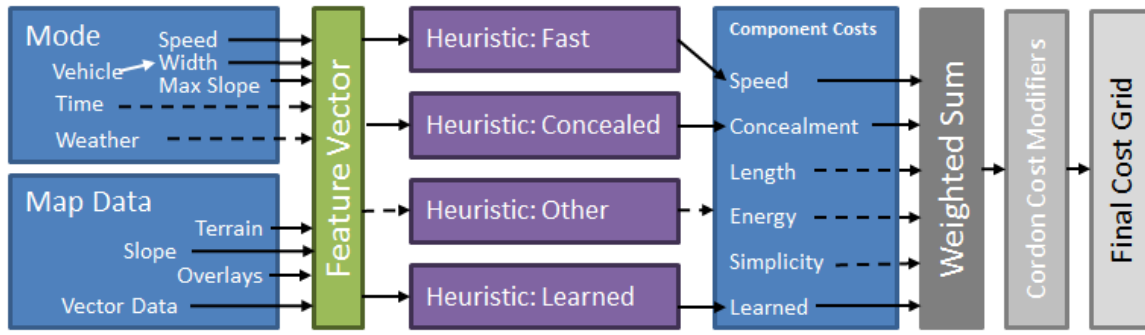 Mode
Speed
Vehicle
Width
Max Slope
Time
Weather
Map Data
Terrain
Slope
Overlays
Vector Data
Feature Vector
Heuristic: Fast
Heuristic: Concealed
Heuristic: Other
Heuristic: Learned
Component Costs
Speed
Concealment
Length
Energy
Simplicity
Learned
Weighted Sum
Cordon Cost Modifiers
Final Cost Grid